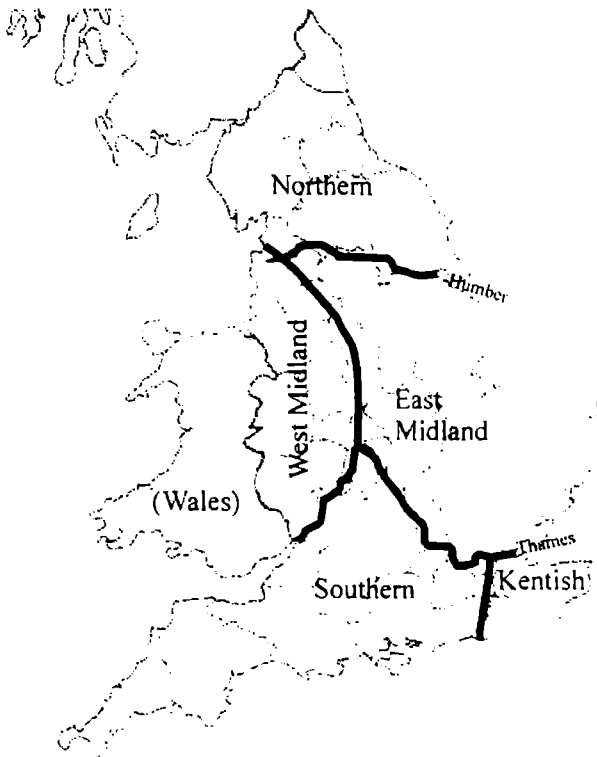 Northern
Humber
West Midland
East
Midland
(Wales)
Thames
Southern
Kentish